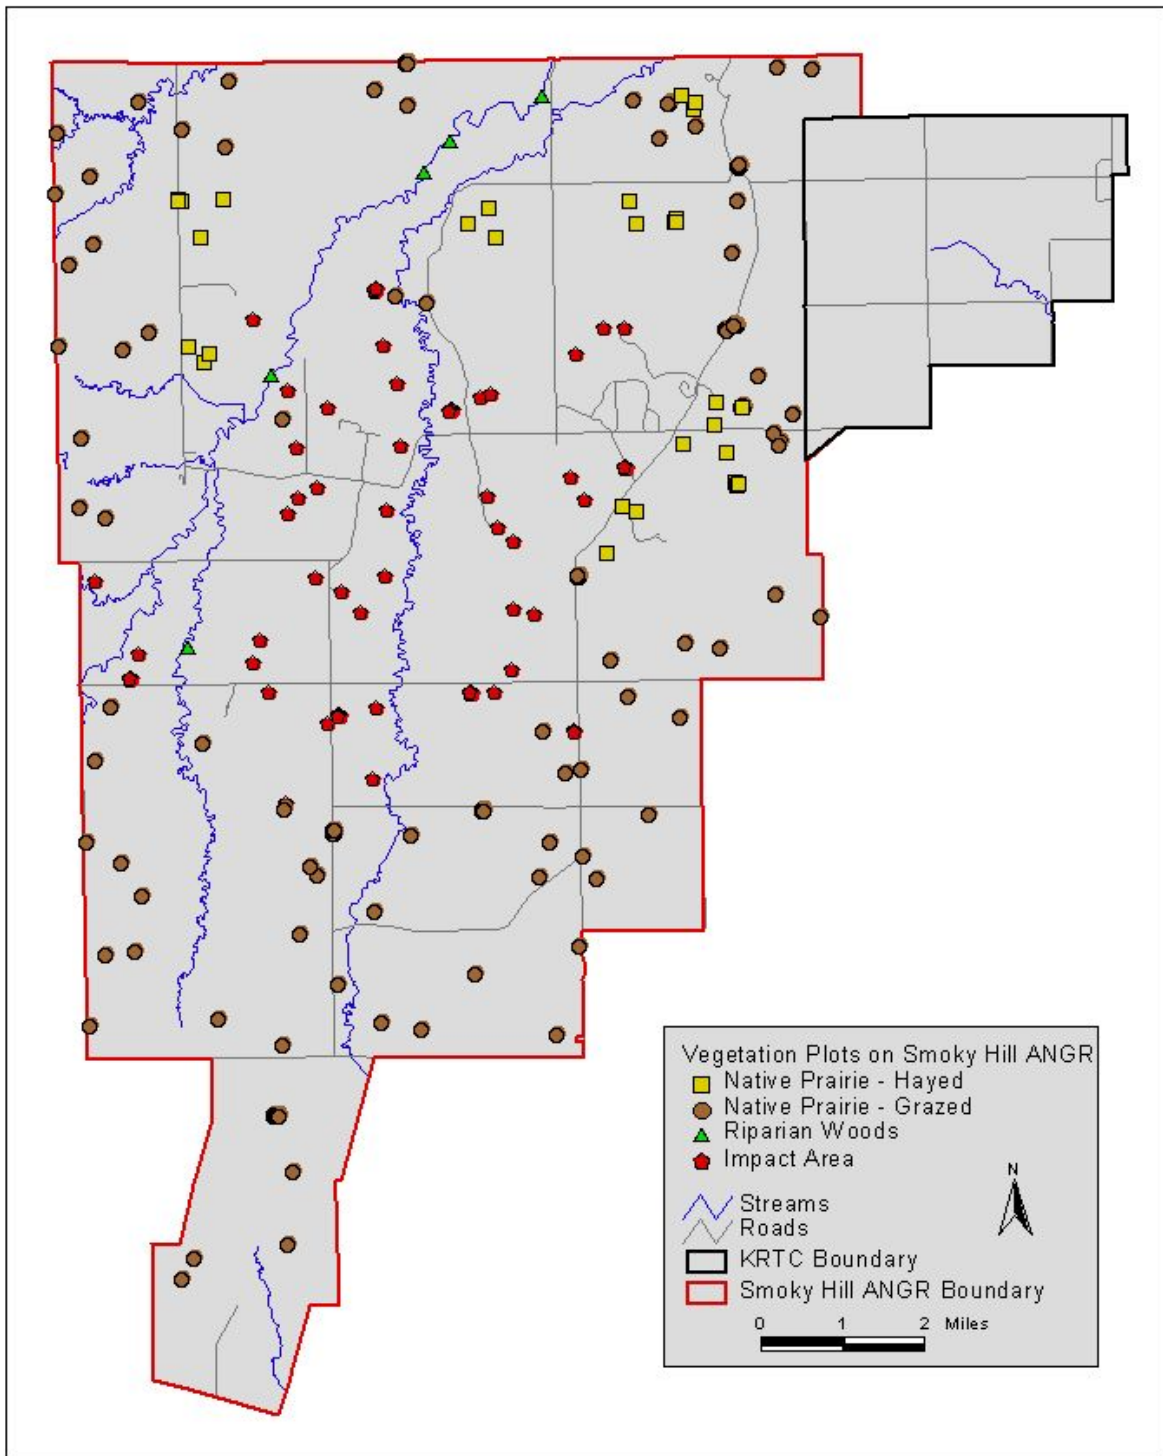 Vegetation Plots on Smoky Hill ANGR
Native Prairie - Hayed
Native Prairie - Grazed
Riparian Woods
Impact Area
N
Streams
Roads
KRTC Boundary
Smoky Hill ANGR Boundary
0 1 2 Miles